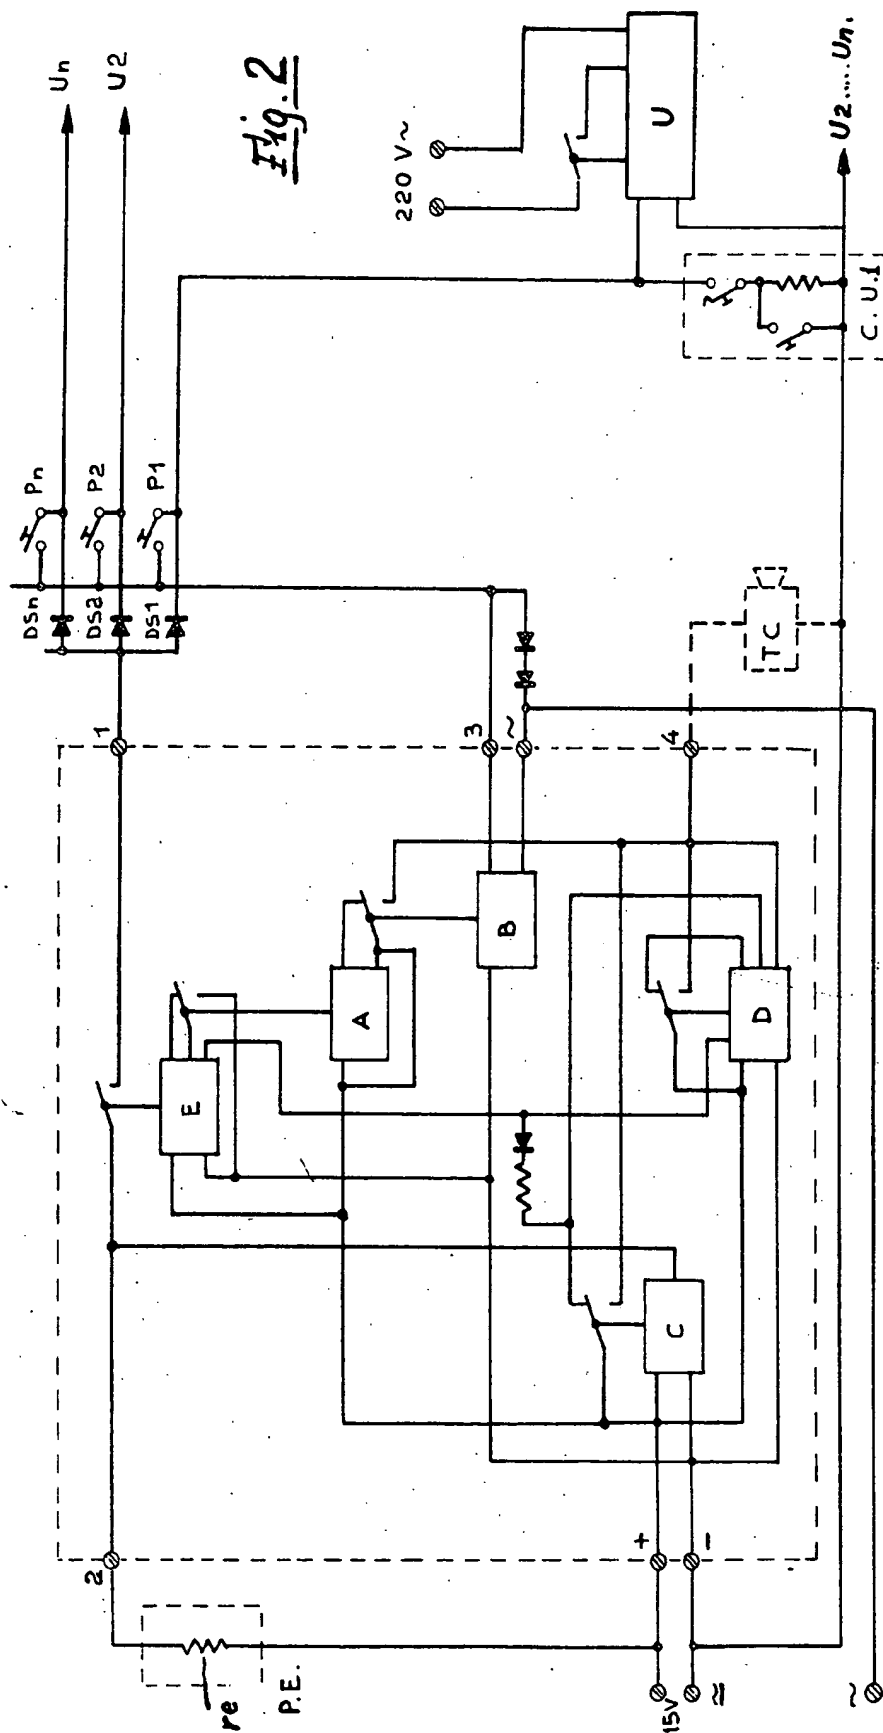 Un
U2
Fig. 2
220 V~
U
Pn
P2
P1
DSn
DS2
DS1
C. U.1
U2.....Un.
TC
1
3
~
4
B
A
E
D
C
2
+
-
re
P.E.
15V
~